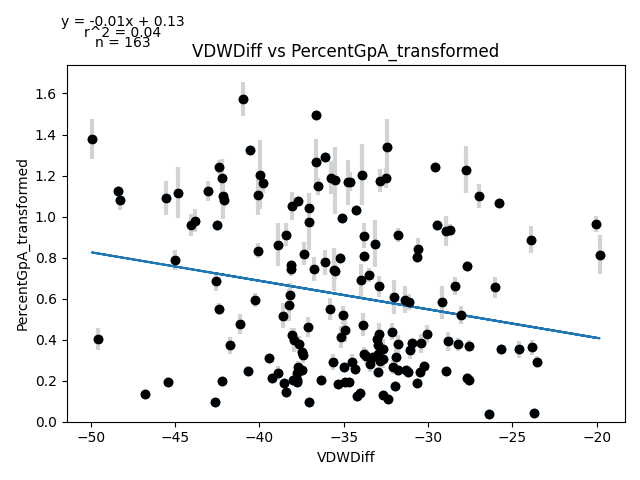 y = -0.01x + 0.13
r^2 = 0.04
n = 163
VDWDiff vs PercentGpA_transformed
1.6
1.4
1.2
1.0
0.8
0.6
0.4
0.2
0.0
PercentGpA_transformed
−50
−45
−40
−35
−30
−25
−20
VDWDiff